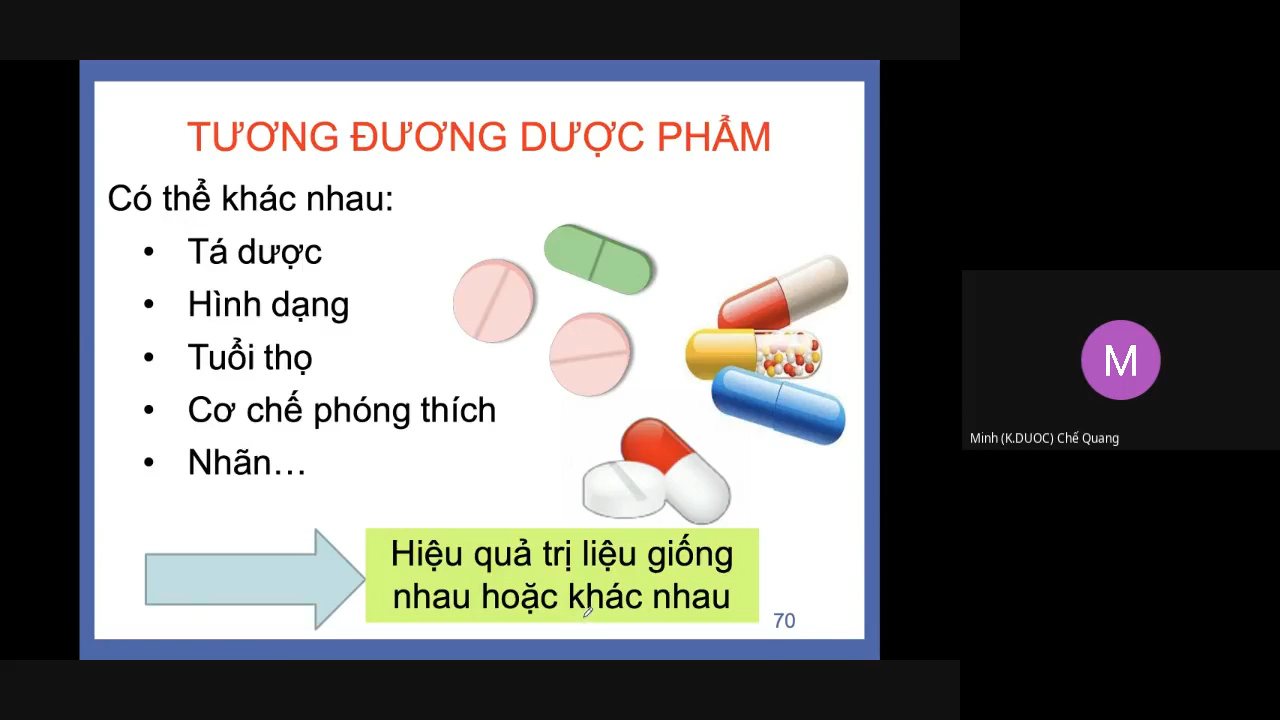 TƯƠNG ĐƯƠNG DƯỢC PHẨM
Có thể khác nhau:
• Tá dược
• Hình dạng
• Tuổi thọ
• Cơ chế phóng thích
• Nhãn…
Hiệu quả trị liệu giống
nhau hoặc khác nhau
70
M
Minh (K.DUOC) Chế Quang